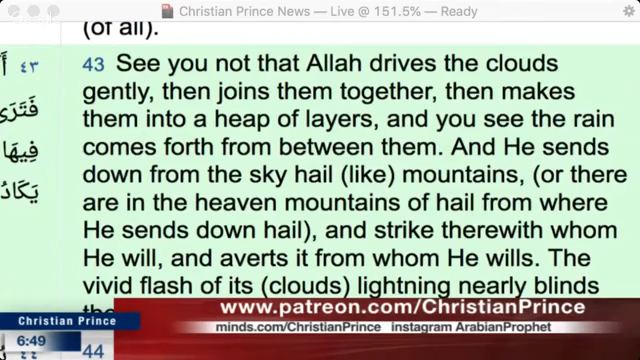 Christian Prince News — Live @ 151.5% — Ready
(of all).
43 See you not that Allah drives the clouds
gently, then joins them together, then makes
them into a heap of layers, and you see the rain
comes forth from between them. And He sends
down from the sky hail (like) mountains, (or there
are in the heaven mountains of hail from where
He sends down hail), and strike therewith whom
He will, and averts it from whom He wills. The
vivid flash of its (clouds) lightning nearly blinds
٤٣
فَتَرَى
فِيهَا
يَكَادُ
44
٤٤
www.patreon.com/ChristianPrince
minds.com/ChristianPrince instagram ArabianProphet
Christian Prince
6:49